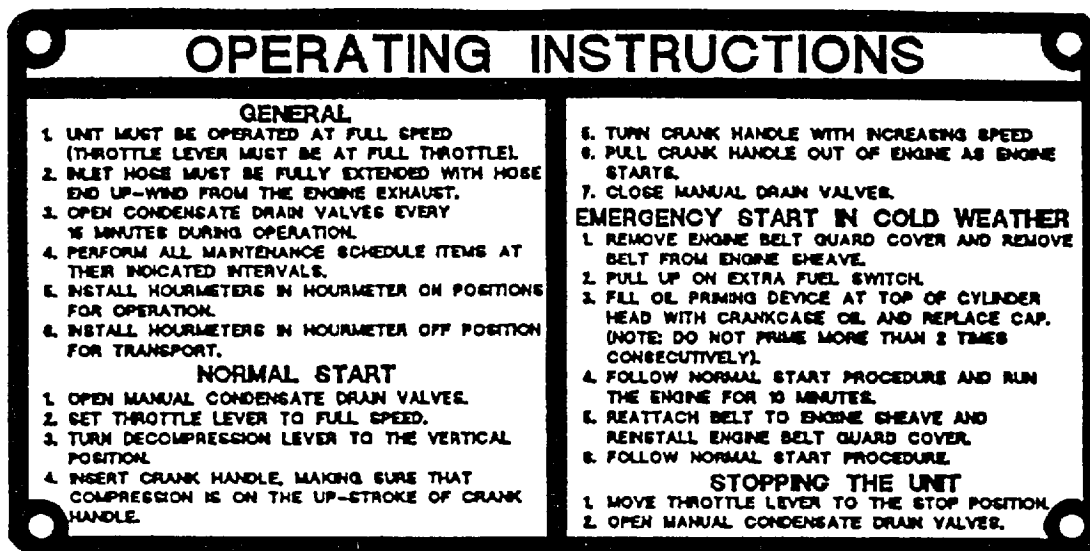 OPERATING INSTRUCTIONS
GENERAL
1. UNIT MUST BE OPERATED AT FULL SPEED
(THROTTLE LEVER MUST BE AT FULL THROTTLE).
2. INLET HOSE MUST BE FULLY EXTENDED WITH HOSE
END UP-WIND FROM THE ENGINE EXHAUST.
3. OPEN CONDENSATE DRAIN VALVES EVERY
15 MINUTES DURING OPERATION.
4. PERFORM ALL MAINTENANCE SCHEDULE ITEMS AT
THEIR INDICATED INTERVALS.
5. INSTALL HOURMETERS IN HOURMETER ON POSITIONS
FOR OPERATION.
6. INSTALL HOURMETERS IN HOURMETER OFF POSITION
FOR TRANSPORT.
NORMAL START
1. OPEN MANUAL CONDENSATE DRAIN VALVES.
2. SET THROTTLE LEVER TO FULL SPEED.
3. TURN DECOMPRESSION LEVER TO THE VERTICAL
POSITION.
4. INSERT CRANK HANDLE, MAKING SURE THAT
COMPRESSION IS ON THE UP-STROKE OF CRANK
HANDLE.
5. TURN CRANK HANDLE WITH INCREASING SPEED
6. PULL CRANK HANDLE OUT OF ENGINE AS ENGINE
STARTS.
7. CLOSE MANUAL DRAIN VALVES.
EMERGENCY START IN COLD WEATHER
1. REMOVE ENGINE BELT GUARD COVER AND REMOVE
BELT FROM ENGINE SHEAVE.
2. PULL UP ON EXTRA FUEL SWITCH.
3. FILL OIL PRIMING DEVICE AT TOP OF CYLINDER
HEAD WITH CRANKCASE OIL AND REPLACE CAP.
(NOTE: DO NOT PRIME MORE THAN 2 TIMES
CONSECUTIVELY).
4. FOLLOW NORMAL START PROCEDURE AND RUN
THE ENGINE FOR 10 MINUTES.
5. REATTACH BELT TO ENGINE SHEAVE AND
REINSTALL ENGINE BELT GUARD COVER.
6. FOLLOW NORMAL START PROCEDURE.
STOPPING THE UNIT
1. MOVE THROTTLE LEVER TO THE STOP POSITION.
2. OPEN MANUAL CONDENSATE DRAIN VALVES.